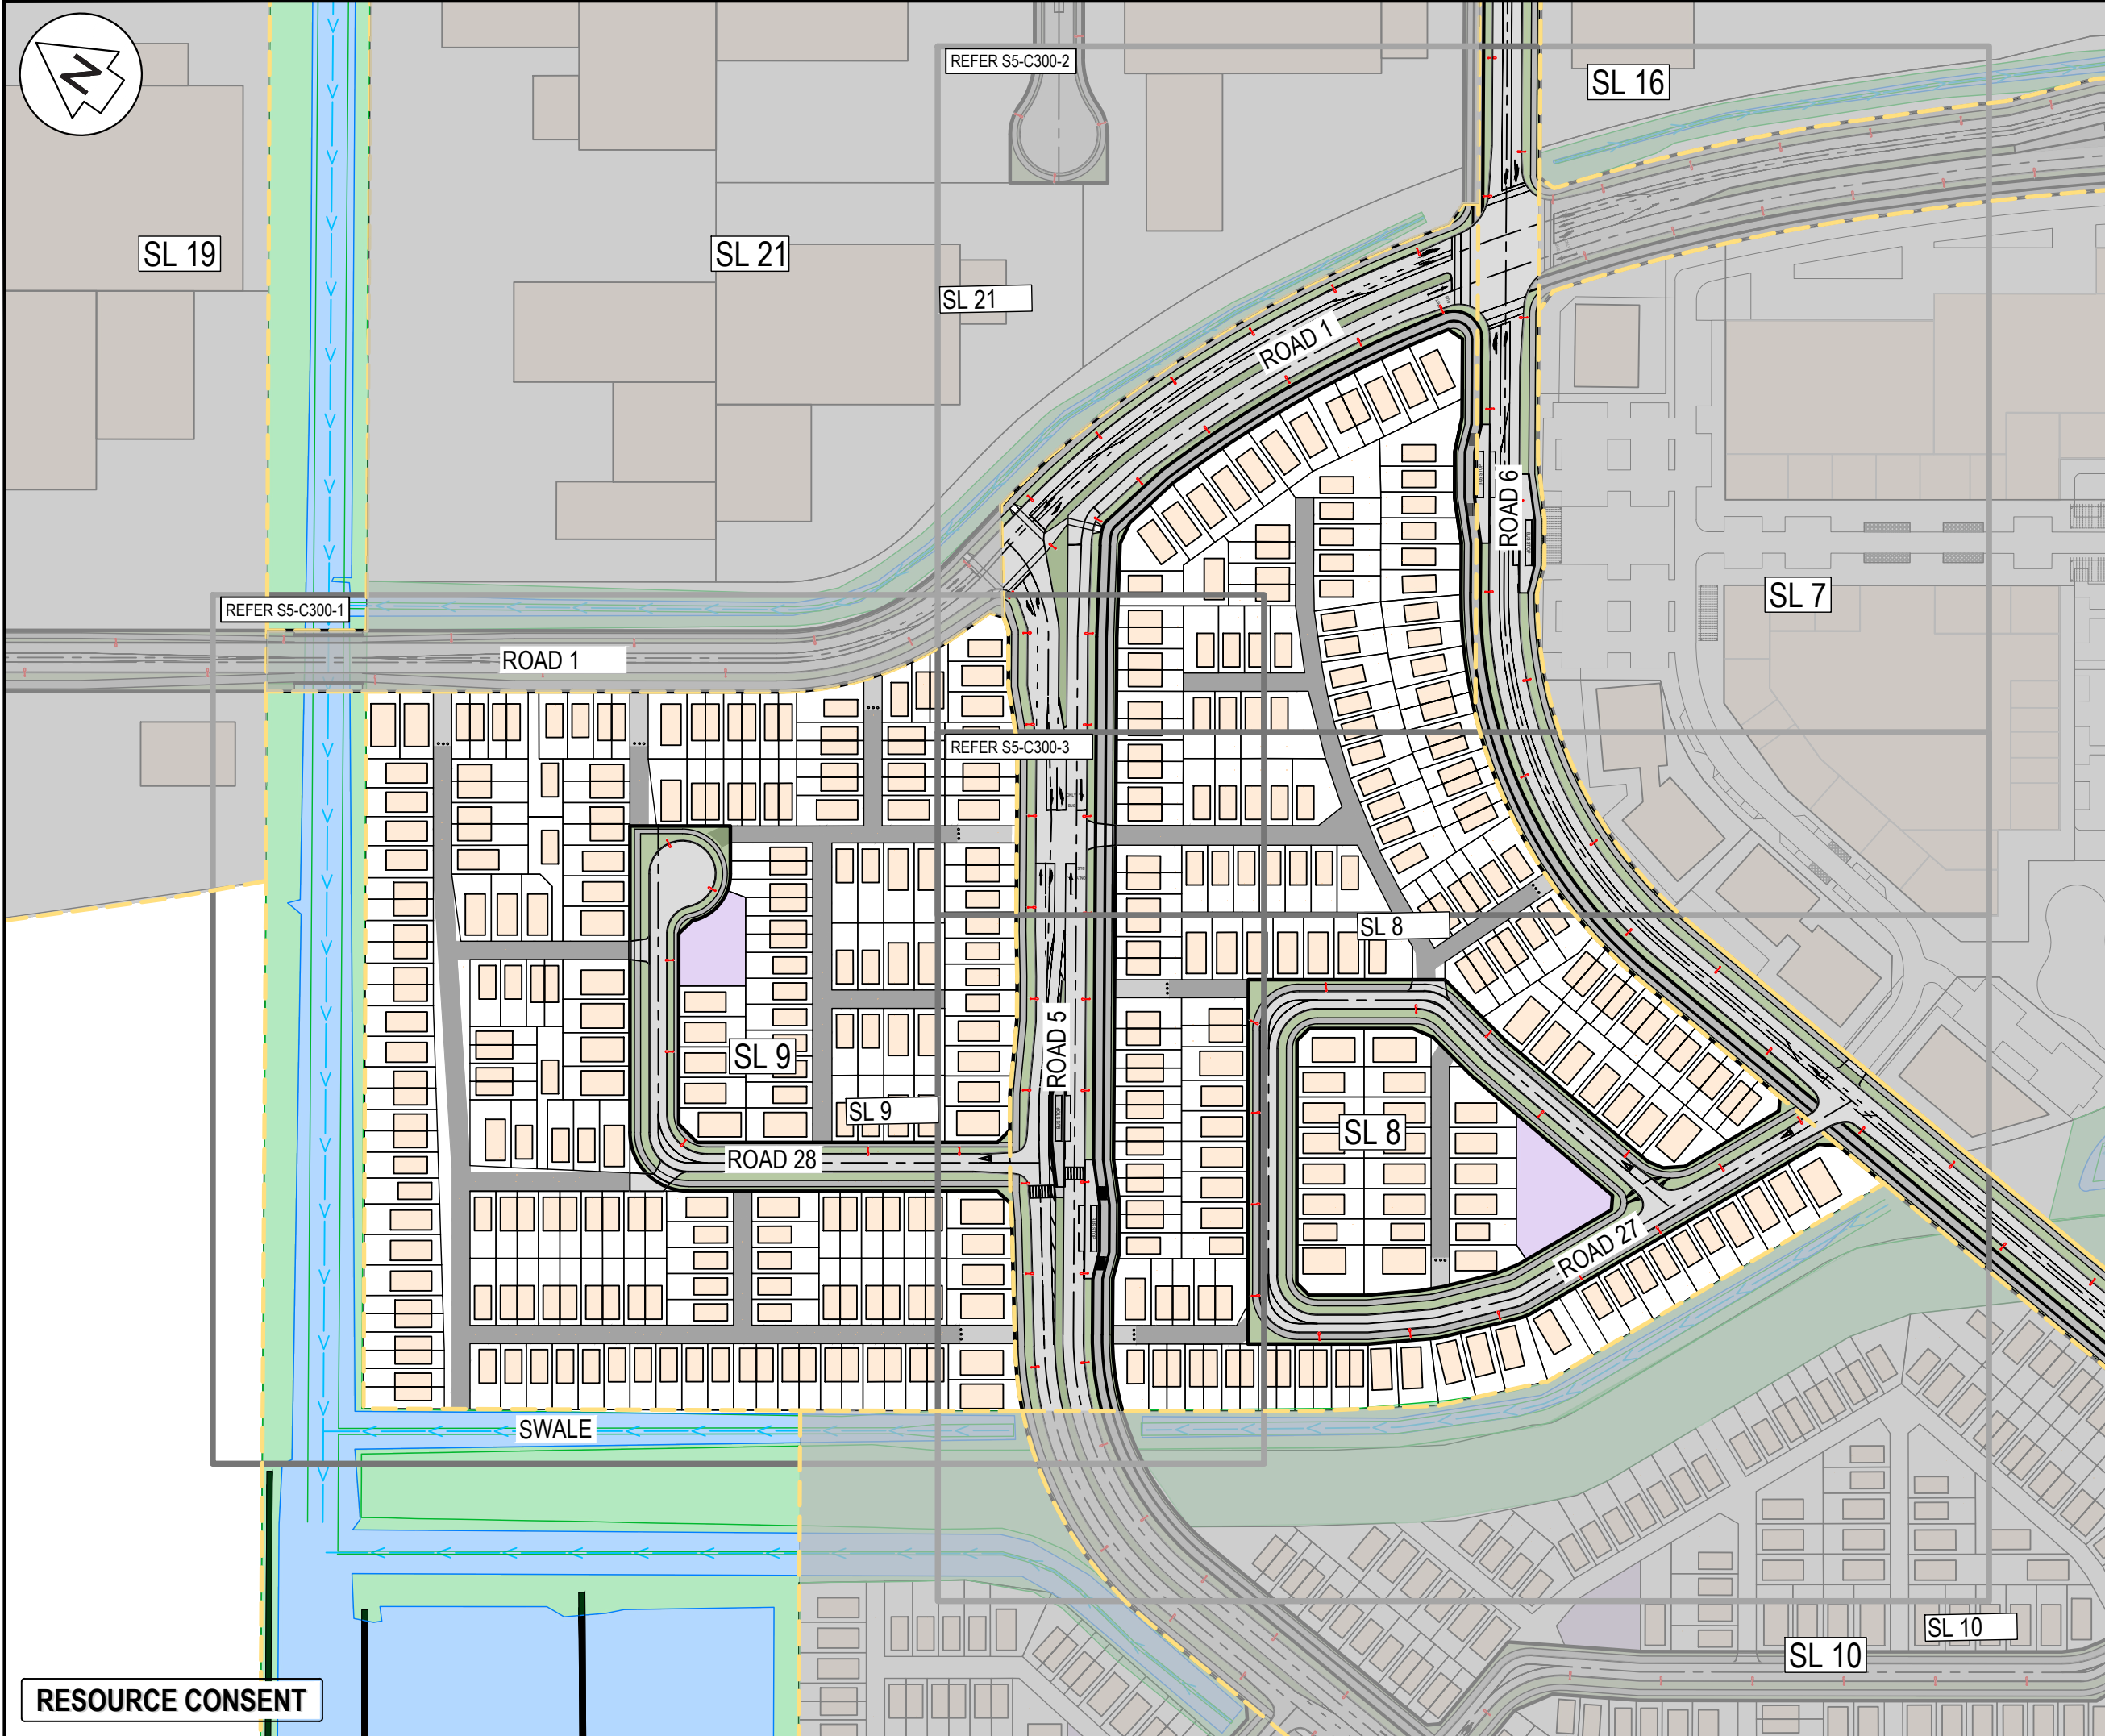 N
REFER S5-C300-2
SL 16
SL 19
SL 21
SL 21
ROAD 1
ROAD 6
SL 7
REFER S5-C300-1
ROAD 1
REFER S5-C300-3
SL 8
ROAD 5
SL 9
SL 9
SL 8
ROAD 28
ROAD 27
SWALE
SL 10
SL 10
RESOURCE CONSENT